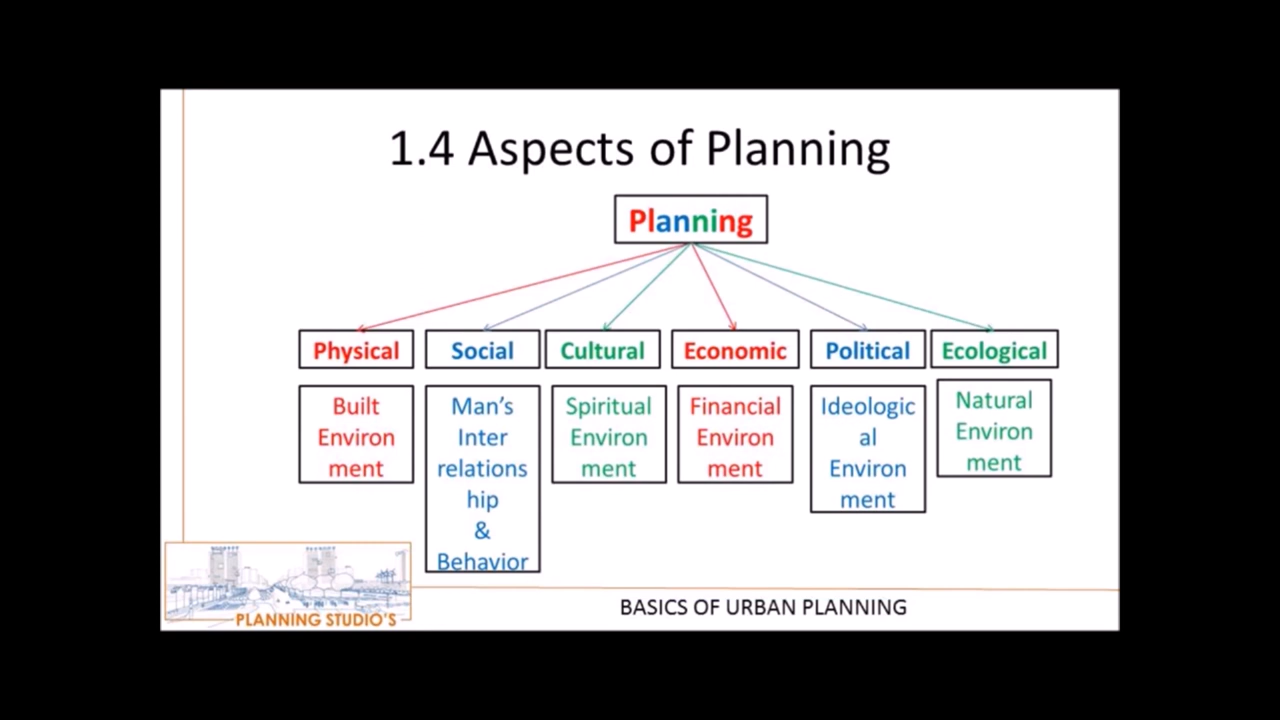 1.4 Aspects of Planning
Planning
Physical
Social
Cultural
Economic
Political
Ecological
Built
Environ
ment
Man’s
Inter
relations
hip
&
Behavior
Spiritual
Environ
ment
Financial
Environ
ment
Ideologic
al
Environ
ment
Natural
Environ
ment
PLANNING STUDIO'S
BASICS OF URBAN PLANNING